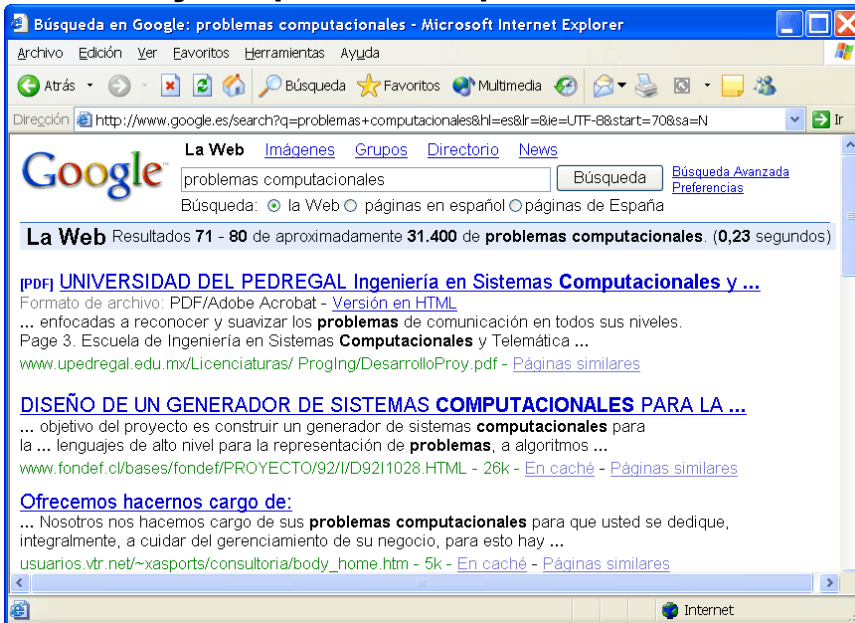 Búsqueda en Google: problemas computacionales - Microsoft Internet Explorer
Archivo Edición Ver Favoritos Herramientas Ayuda
Atrás Búsqueda Favoritos Multimedia
Dirección http://www.google.es/search?q=problemas+computacionales&hl=es&lr=&ie=UTF-8&start=70&sa=N Ir
La Web Imágenes Grupos Directorio News
Google™ problemas computacionales Búsqueda Búsqueda Avanzada
Preferencias
Búsqueda: la Web páginas en español páginas de España
La Web Resultados 71 - 80 de aproximadamente 31.400 de problemas computacionales. (0,23 segundos)
[PDF] UNIVERSIDAD DEL PEDREGAL Ingeniería en Sistemas Computacionales y ...
Formato de archivo: PDF/Adobe Acrobat - Versión en HTML
... enfocadas a reconocer y suavizar los problemas de comunicación en todos sus niveles.
Page 3. Escuela de Ingeniería en Sistemas Computacionales y Telemática ...
www.upedregal.edu.mx/Licenciaturas/ ProgIng/DesarrolloProy.pdf - Páginas similares
DISEÑO DE UN GENERADOR DE SISTEMAS COMPUTACIONALES PARA LA ...
... objetivo del proyecto es construir un generador de sistemas computacionales para
la ... lenguajes de alto nivel para la representación de problemas, a algoritmos ...
www.fondef.cl/bases/fondef/PROYECTO/92/I/D92I1028.HTML - 26k - En caché - Páginas similares
Ofrecemos hacernos cargo de:
... Nosotros nos hacemos cargo de sus problemas computacionales para que usted se dedique,
integralmente, a cuidar del gerenciamiento de su negocio, para esto hay ...
usuarios.vtr.net/~xasports/consultoria/body_home.htm - 5k - En caché - Páginas similares
Internet